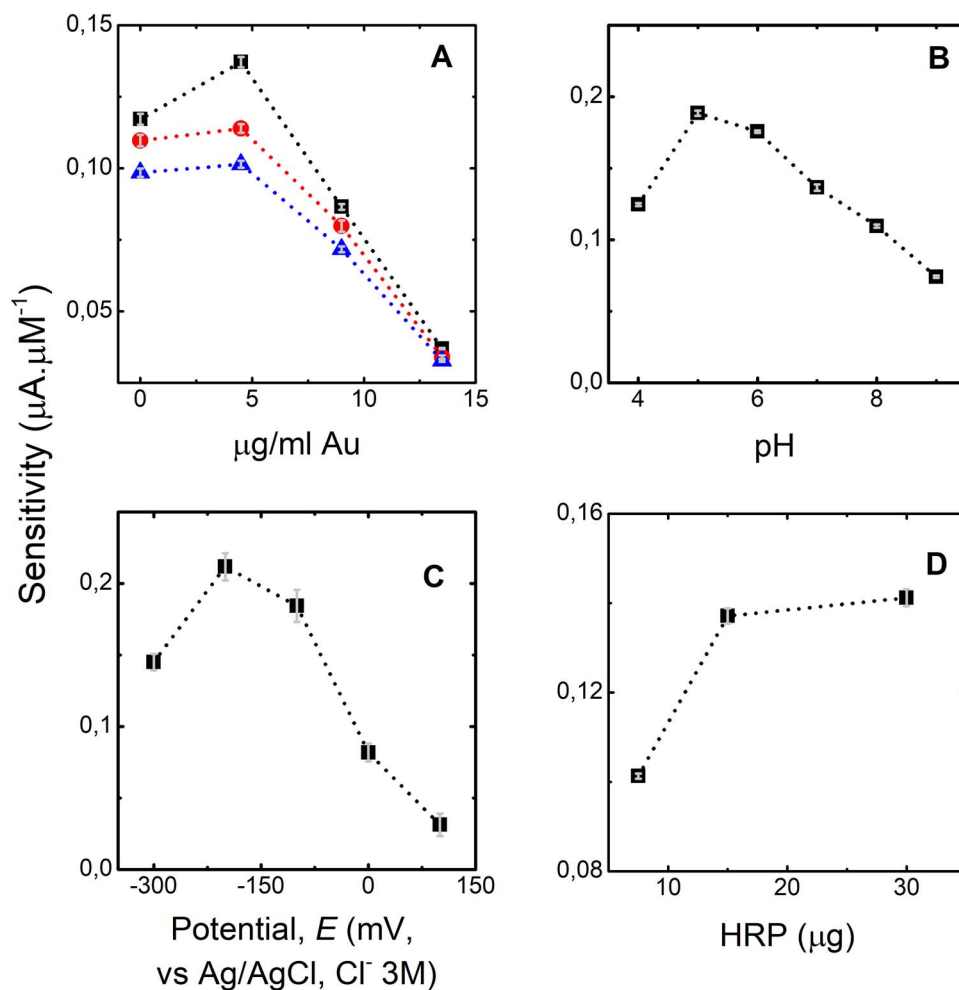 Sensitivity (μA.μM⁻¹)
A
0,15
0,10
0,05
0 5 10 15
μg/ml Au
B
0,2
0,1
0,0
4 6 8
pH
C
0,2
0,1
0,0
-300 -150 0 150
Potential, E (mV,
vs Ag/AgCl, Cl⁻ 3M)
D
0,16
0,12
0,08
10 20 30
HRP (μg)